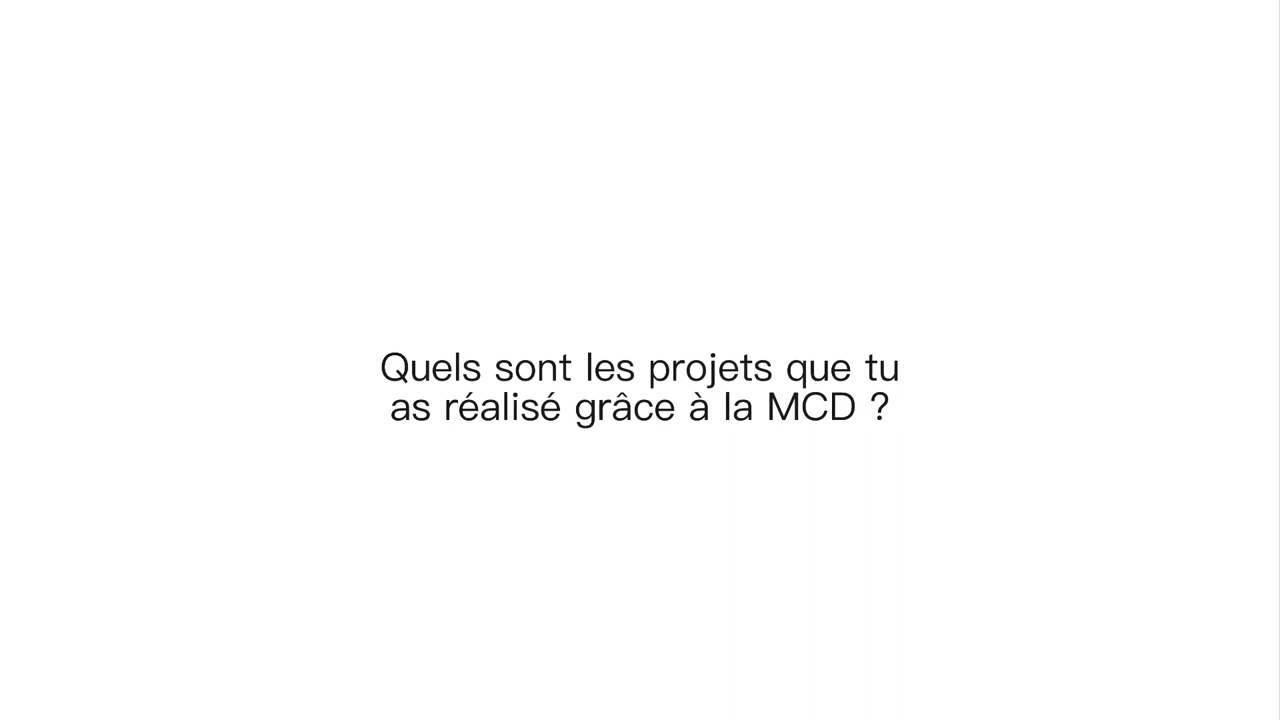 Quels sont les projets que tu
as réalisé grâce à la MCD ?